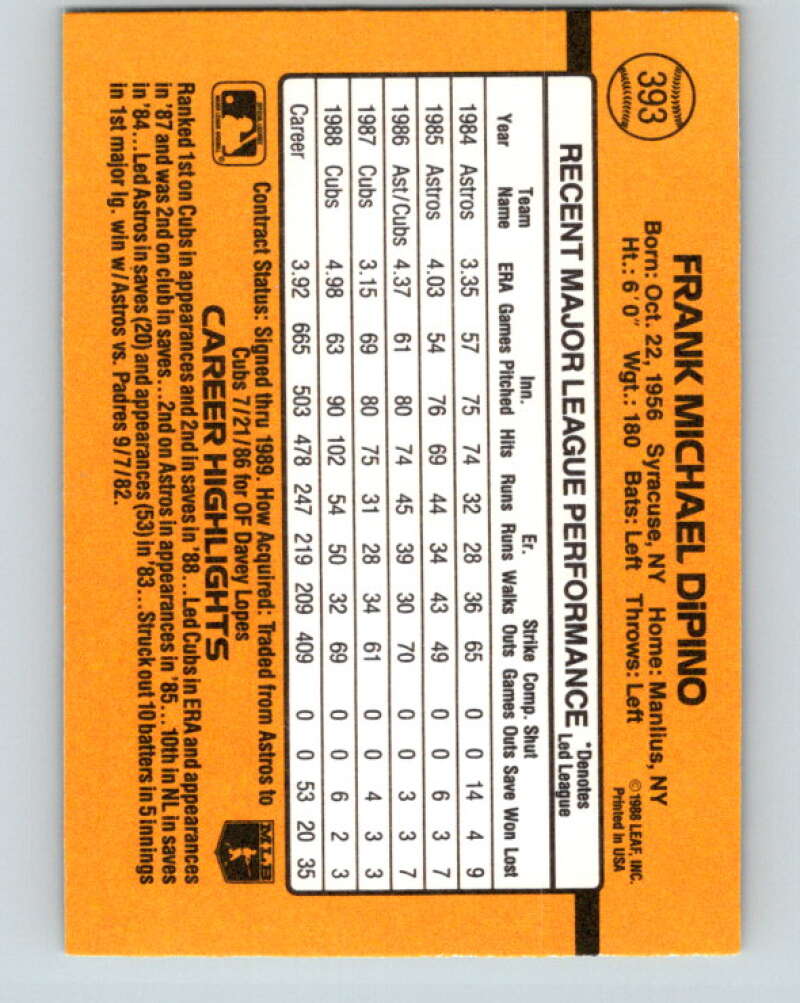 393
FRANK MICHAEL DiPINO
Born: Oct. 22, 1956 Syracuse, NY Home: Manlius, NY
Ht.: 6'0" Wgt.: 180 Bats: Left Throws: Left
©1988 LEAF, INC.
Printed in USA
RECENT MAJOR LEAGUE PERFORMANCE *Denotes
Led League
Team Inn. Er. Strike Comp. Shut
Year Name ERA Games Pitched Hits Runs Runs Walks Outs Games Outs Save Won Lost
1984 Astros 3.35 57 75 74 32 28 36 65 0 0 14 4 9
1985 Astros 4.03 54 76 69 44 34 43 49 0 0 6 3 7
1986 Ast/Cubs 4.37 61 80 74 45 39 30 70 0 0 3 3 7
1987 Cubs 3.15 69 80 75 31 28 34 61 0 0 4 3 3
1988 Cubs 4.98 63 90 102 54 50 32 69 0 0 6 2 3
Career 3.92 665 503 478 247 219 209 409 0 0 53 20 35
Contract Status: Signed thru 1989. How Acquired: Traded from Astros to
Cubs 7/21/86 for OF Davey Lopes
MLB
CAREER HIGHLIGHTS
Ranked 1st on Cubs in appearances and 2nd in saves in '88...Led Cubs in ERA and appearances
in '87 and was 2nd on club in saves...2nd on Astros in appearances in '85...10th in NL in saves
in '84...Led Astros in saves (20) and appearances (53) in '83...Struck out 10 batters in 5 innings
in 1st major lg. win w/Astros vs. Padres 9/7/82.